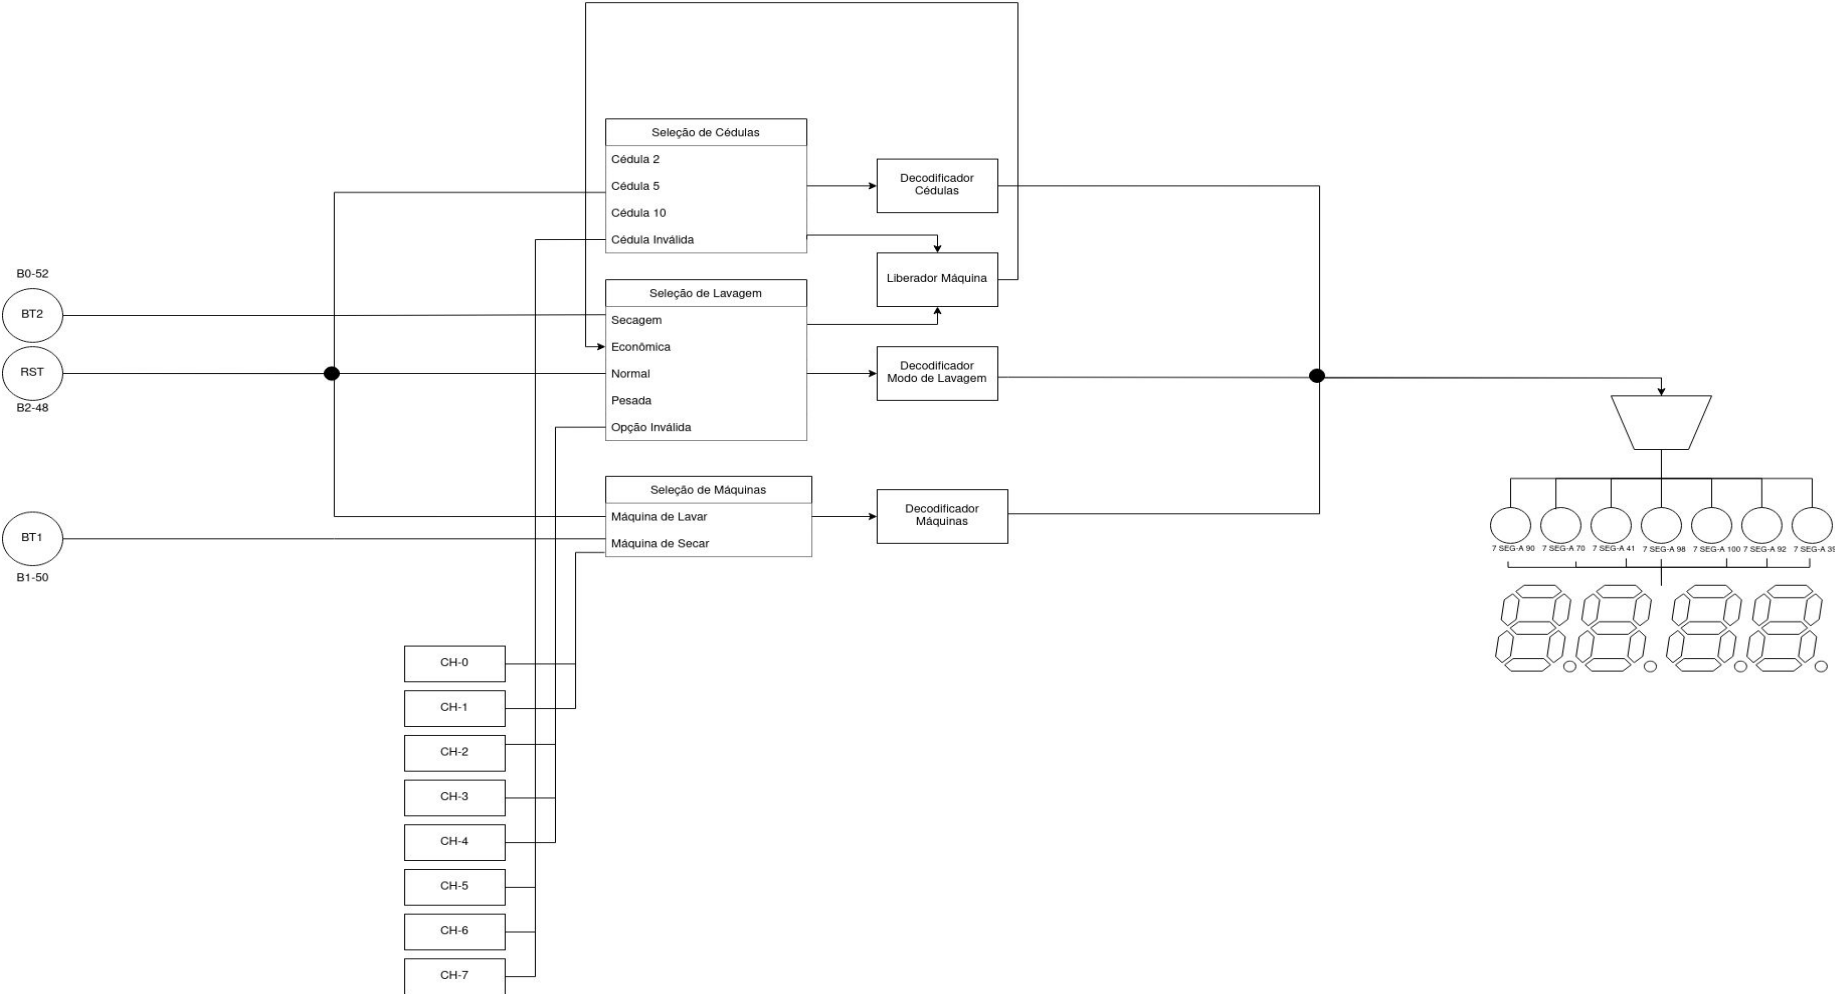 Seleção de Cédulas
Cédula 2
Cédula 5
Cédula 10
Cédula Inválida
Decodificador
Cédulas
Liberador Máquina
B0-52
BT2
RST
B2-48
Seleção de Lavagem
Secagem
Econômica
Normal
Pesada
Opção Inválida
Decodificador
Modo de Lavagem
BT1
B1-50
Seleção de Máquinas
Máquina de Lavar
Máquina de Secar
Decodificador
Máquinas
7 SEG-A 90
7 SEG-A 70
7 SEG-A 41
7 SEG-A 98
7 SEG-A 100
7 SEG-A 92
7 SEG-A 39
CH-0
CH-1
CH-2
CH-3
CH-4
CH-5
CH-6
CH-7